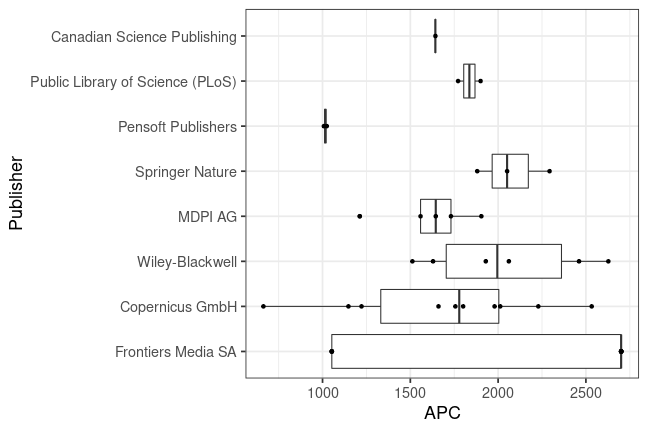 Canadian Science Publishing
Public Library of Science (PLoS)
Pensoft Publishers
Springer Nature
MDPI AG
Wiley-Blackwell
Copernicus GmbH
Frontiers Media SA
Publisher
1000 1500 2000 2500
APC